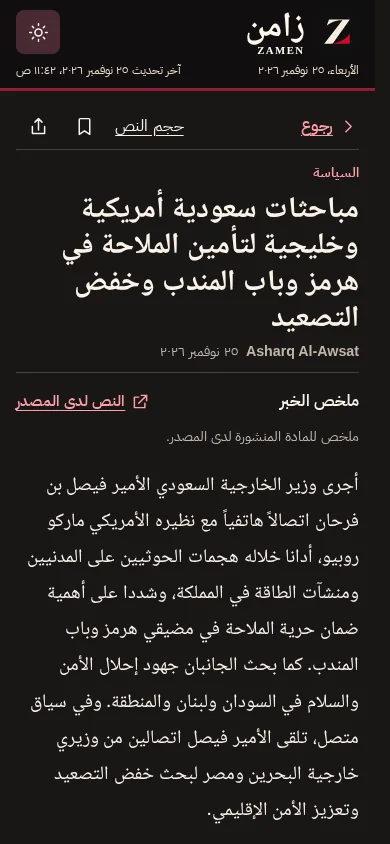 زامن
ZAMEN
الأربعاء، ٢٥ نوفمبر ٢٠٢٦
آخر تحديث ٢٥ نوفمبر ٢٠٢٦، ١١:٤٢ ص
رجوع
حجم النص
السياسة
مباحثات سعودية أمريكية
وخليجية لتأمين الملاحة في
هرمز وباب المندب وخفض
التصعيد
Asharq Al-Awsat ٢٥ نوفمبر ٢٠٢٦
ملخص الخبر
النص لدى المصدر
ملخص للمادة المنشورة لدى المصدر.
أجرى وزير الخارجية السعودي الأمير فيصل بن
فرحان اتصالاً هاتفياً مع نظيره الأمريكي ماركو
روبيو، أدانا خلاله هجمات الحوثيين على المدنيين
ومنشآت الطاقة في المملكة، وشددا على أهمية
ضمان حرية الملاحة في مضيقي هرمز وباب
المندب. كما بحث الجانبان جهود إحلال الأمن
والسلام في السودان ولبنان والمنطقة. وفي سياق
متصل، تلقى الأمير فيصل اتصالين من وزيري
خارجية البحرين ومصر لبحث خفض التصعيد
وتعزيز الأمن الإقليمي.